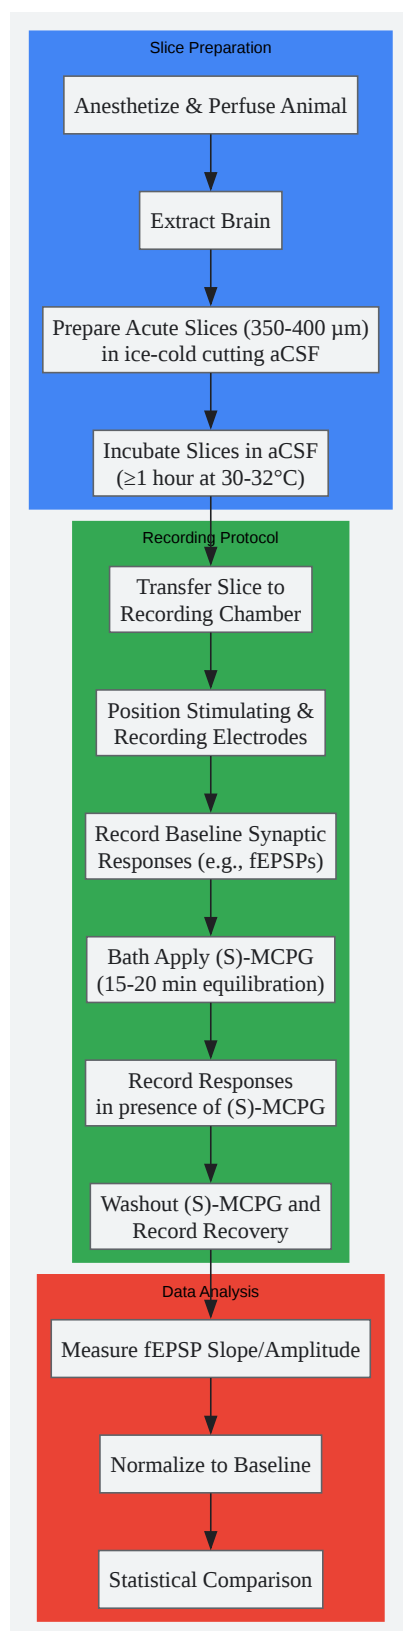 Slice Preparation
Anesthetize & Perfuse Animal
Extract Brain
Prepare Acute Slices (350-400 µm)
in ice-cold cutting aCSF
Incubate Slices in aCSF
(≥1 hour at 30-32°C)
Recording Protocol
Transfer Slice to
Recording Chamber
Position Stimulating &
Recording Electrodes
Record Baseline Synaptic
Responses (e.g., fEPSPs)
Bath Apply (S)-MCPG
(15-20 min equilibration)
Record Responses
in presence of (S)-MCPG
Washout (S)-MCPG and
Record Recovery
Data Analysis
Measure fEPSP Slope/Amplitude
Normalize to Baseline
Statistical Comparison